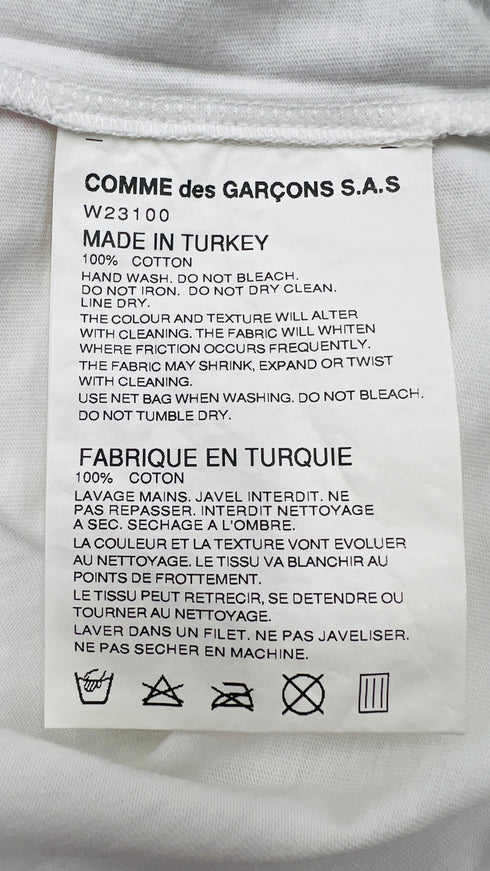 COMME des GARÇONS S.A.S
W23100
MADE IN TURKEY
100% COTTON
HAND WASH. DO NOT BLEACH.
DO NOT IRON. DO NOT DRY CLEAN.
LINE DRY.
THE COLOUR AND TEXTURE WILL ALTER
WITH CLEANING. THE FABRIC WILL WHITEN
WHERE FRICTION OCCURS FREQUENTLY.
THE FABRIC MAY SHRINK, EXPAND OR TWIST
WITH CLEANING.
USE NET BAG WHEN WASHING. DO NOT BLEACH.
DO NOT TUMBLE DRY.
FABRIQUE EN TURQUIE
100% COTON
LAVAGE MAINS. JAVEL INTERDIT. NE
PAS REPASSER. INTERDIT NETTOYAGE
A SEC. SECHAGE A L'OMBRE.
LA COULEUR ET LA TEXTURE VONT EVOLUER
AU NETTOYAGE. LE TISSU VA BLANCHIR AU
POINTS DE FROTTEMENT.
LE TISSU PEUT RETRECIR, SE DETENDRE OU
TOURNER AU NETTOYAGE.
LAVER DANS UN FILET. NE PAS JAVELISER.
NE PAS SECHER EN MACHINE.